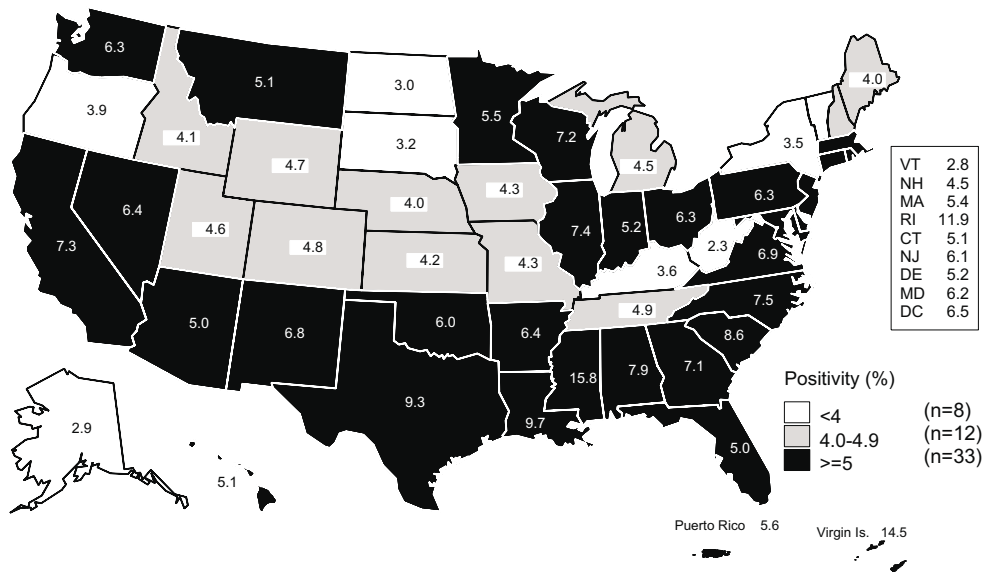 6.3
5.1
3.0
5.5
4.0
3.9
4.1
4.7
3.2
7.2
4.5
3.5
VT 2.8
NH 4.5
MA 5.4
RI 11.9
CT 5.1
NJ 6.1
DE 5.2
MD 6.2
DC 6.5
7.3
6.4
4.6
4.8
4.0
4.2
4.3
4.3
7.4
5.2
6.3
6.3
2.3
3.6
6.9
5.0
6.8
6.0
6.4
4.9
7.5
8.6
9.3
9.7
15.8
7.9
7.1
5.0
2.9
5.1
Positivity (%)
<4 (n=8)
4.0-4.9 (n=12)
>=5 (n=33)
Puerto Rico 5.6
Virgin Is. 14.5